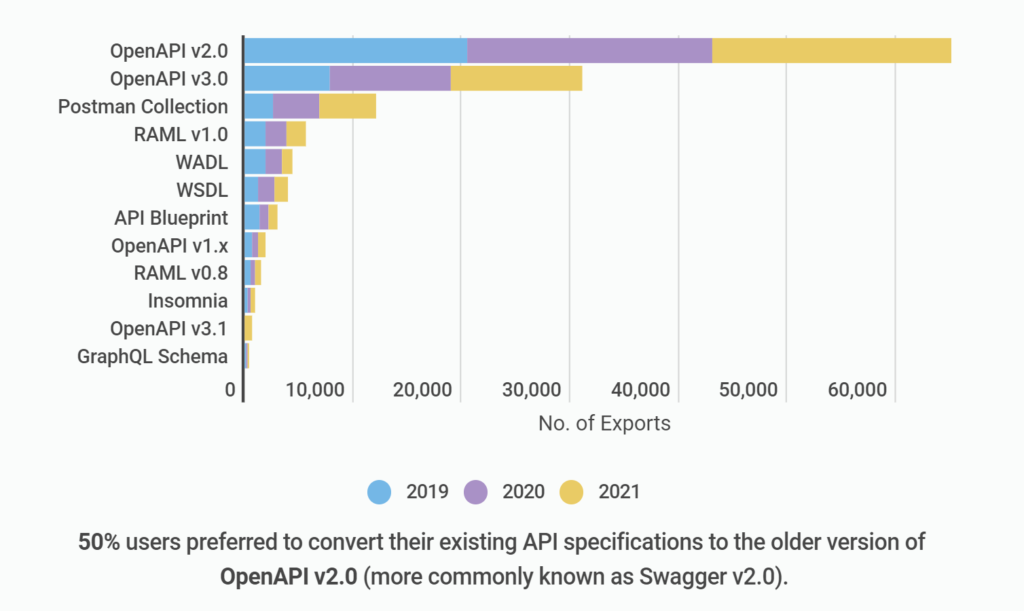 OpenAPI v2.0
OpenAPI v3.0
Postman Collection
RAML v1.0
WADL
WSDL
API Blueprint
OpenAPI v1.x
RAML v0.8
Insomnia
OpenAPI v3.1
GraphQL Schema
0 10,000 20,000 30,000 40,000 50,000 60,000
No. of Exports
2019 2020 2021
50% users preferred to convert their existing API specifications to the older version of
OpenAPI v2.0 (more commonly known as Swagger v2.0).